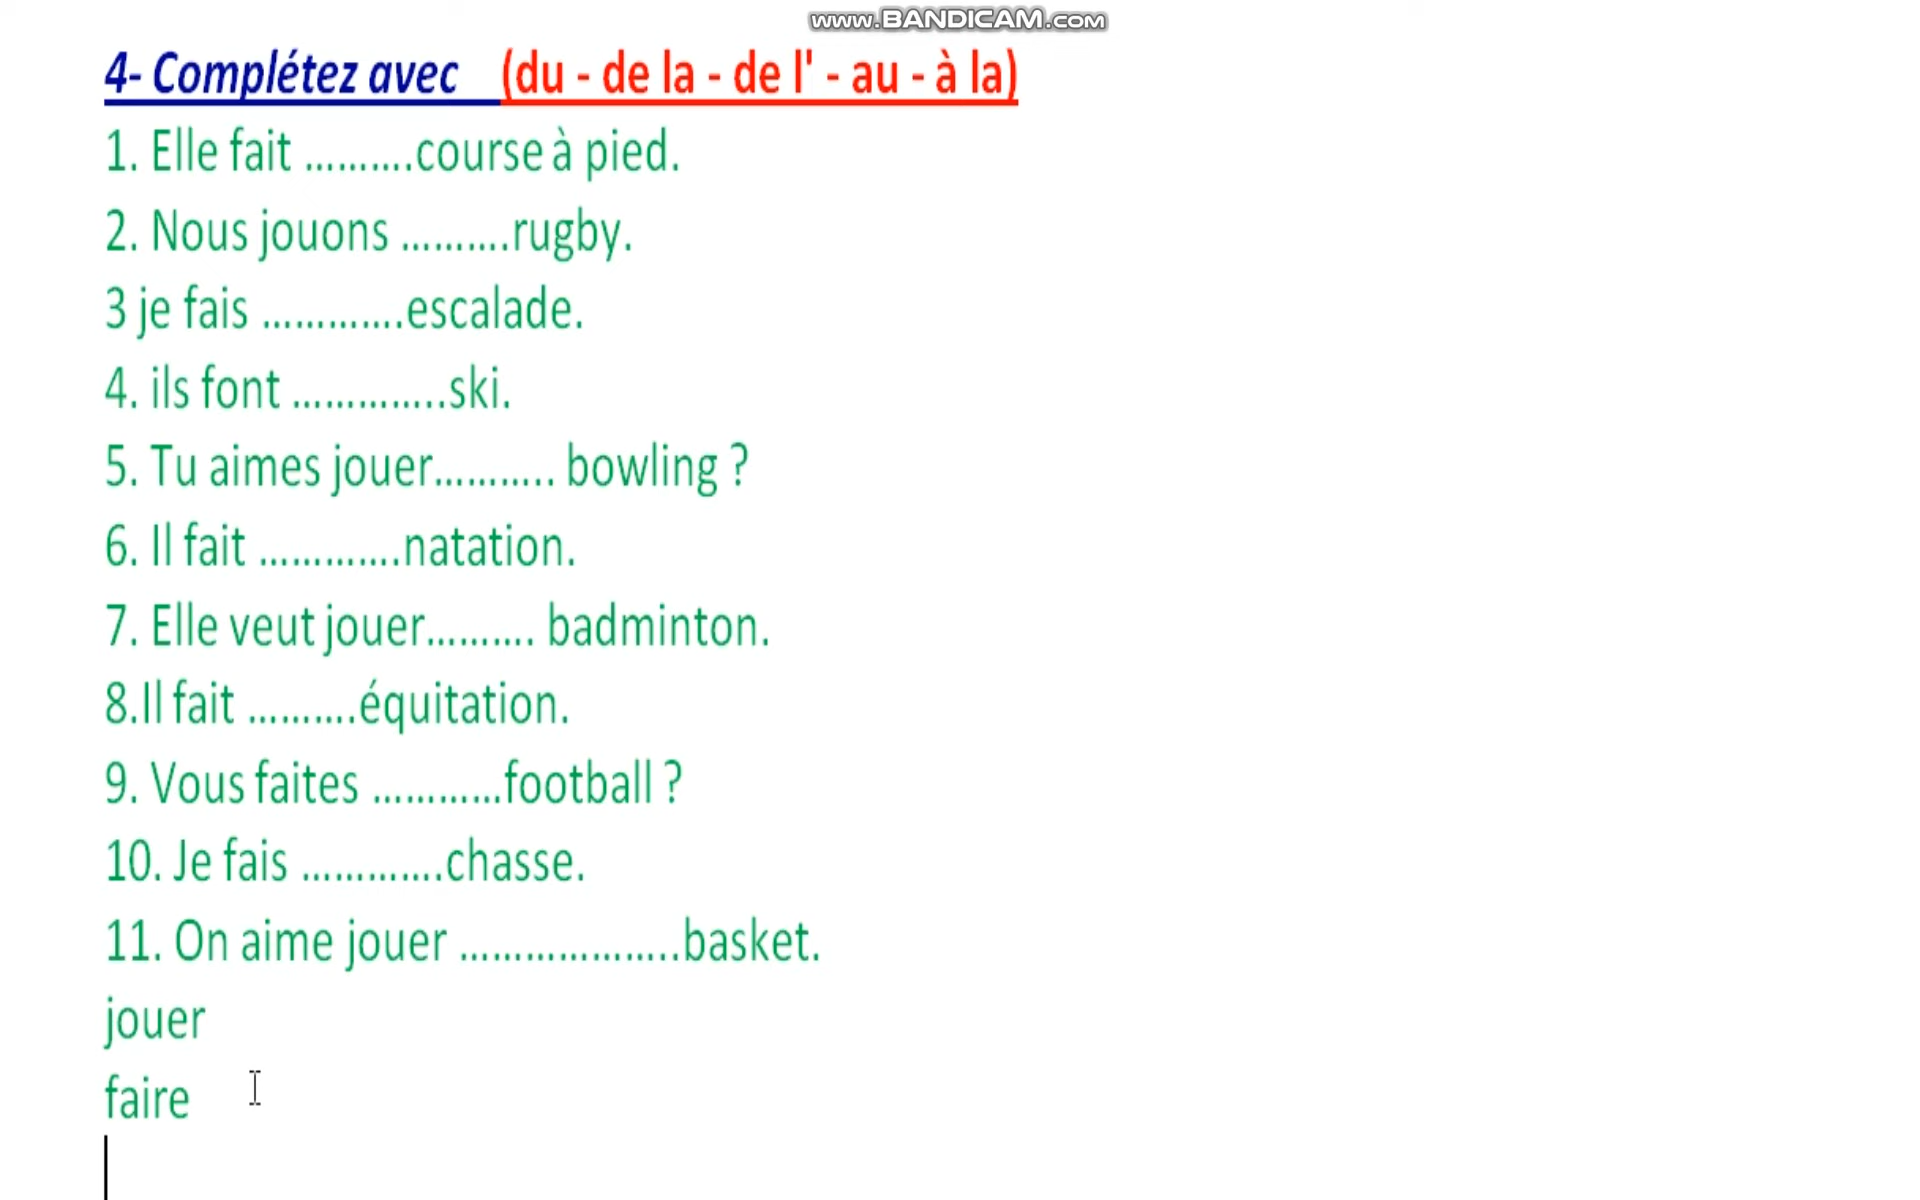 www.BANDICAM.com
4- Complétez avec (du - de la - de l' - au - à la)
1. Elle fait ..........course à pied.
2. Nous jouons ..........rugby.
3 je fais .............escalade.
4. ils font ..............ski.
5. Tu aimes jouer........... bowling ?
6. Il fait .............natation.
7. Elle veut jouer.......... badminton.
8.Il fait ..........équitation.
9. Vous faites ............football ?
10. Je fais .............chasse.
11. On aime jouer ....................basket.
jouer
faire